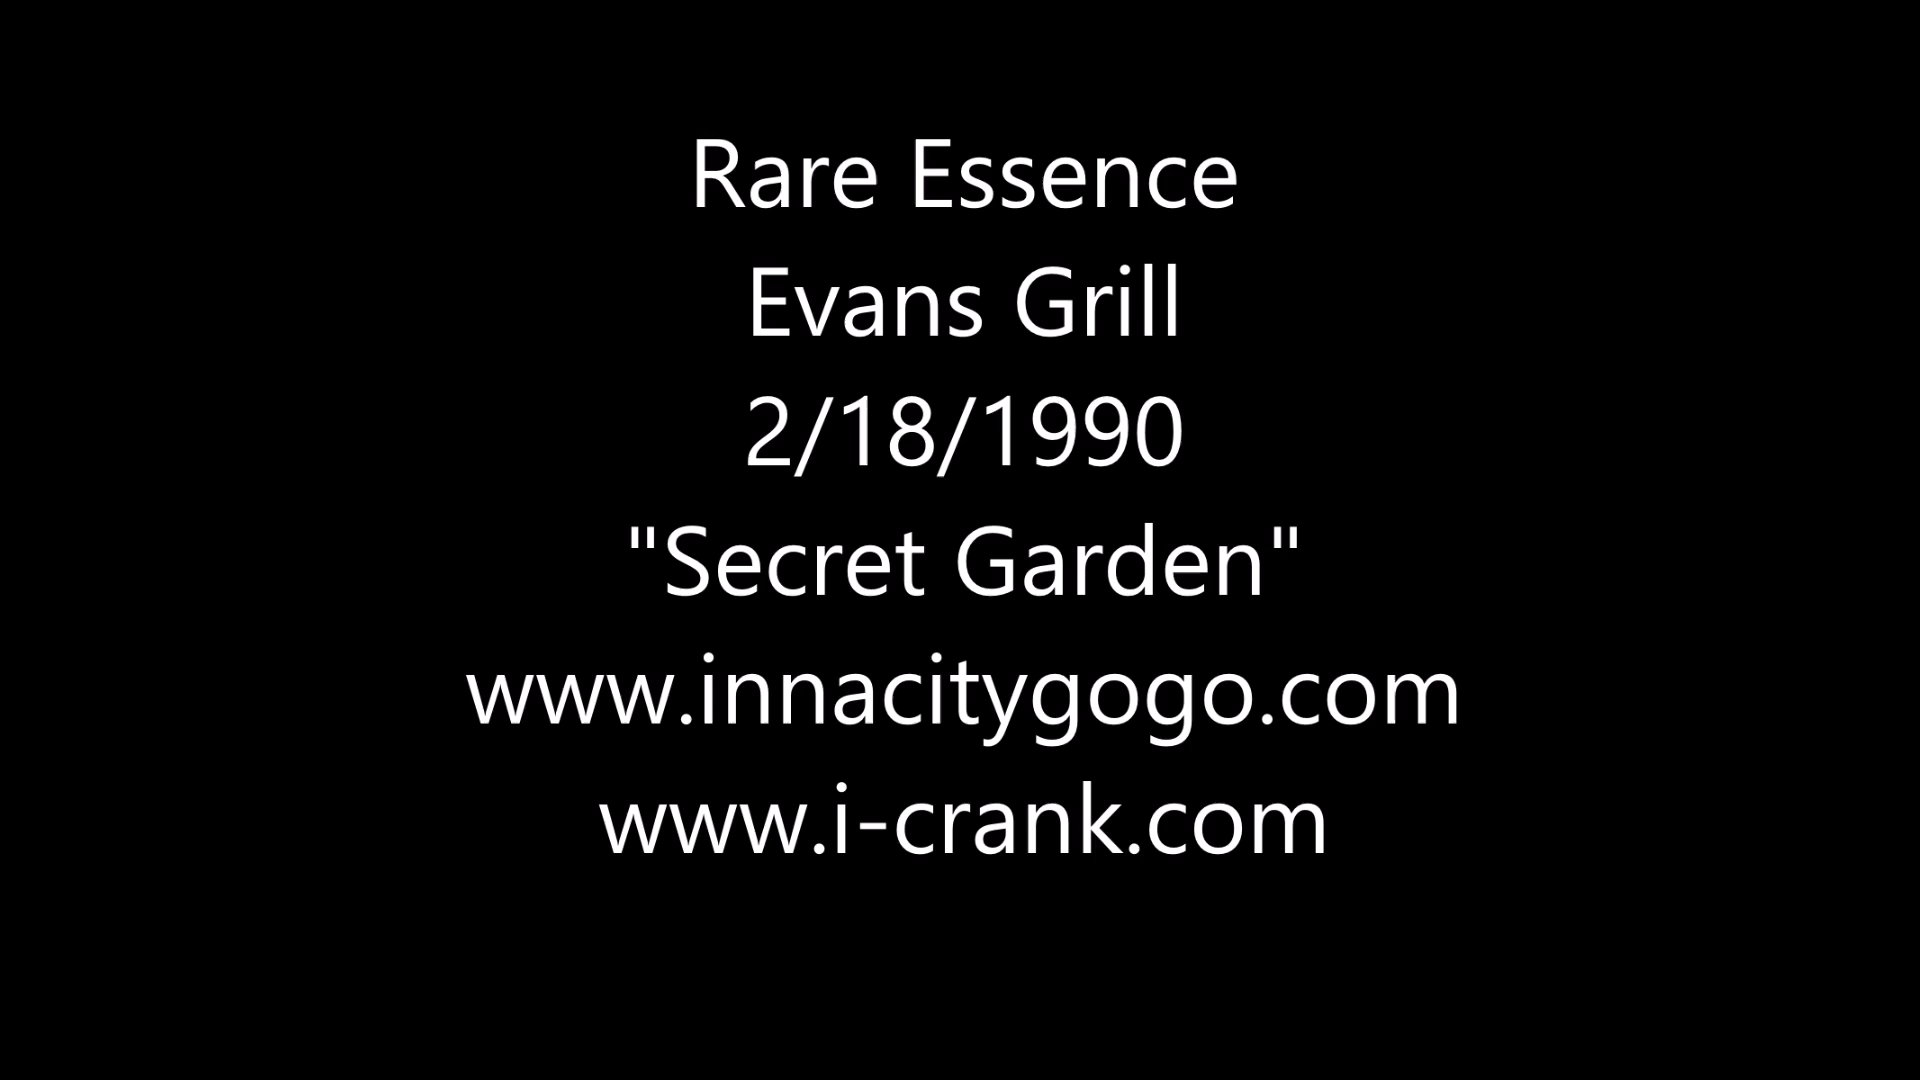 Rare Essence
Evans Grill
2/18/1990
"Secret Garden"
www.innacitygogo.com
www.i-crank.com